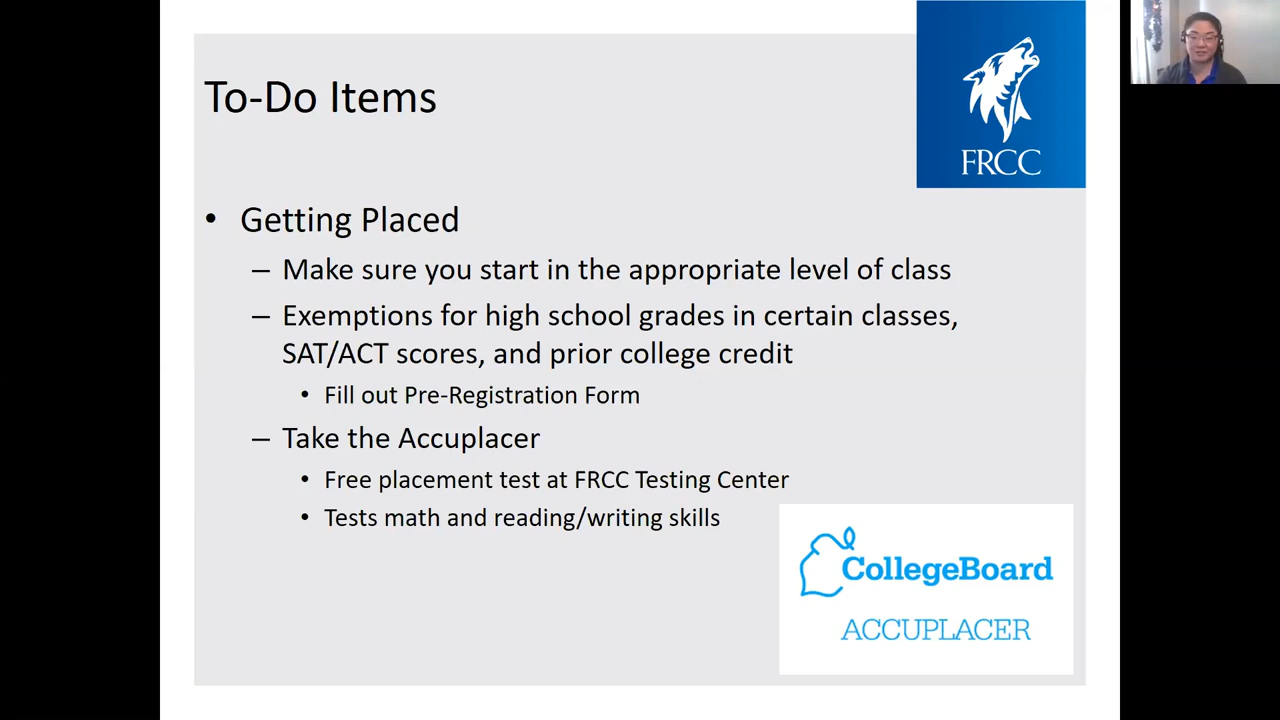 To-Do Items
FRCC
• Getting Placed
– Make sure you start in the appropriate level of class
– Exemptions for high school grades in certain classes,
SAT/ACT scores, and prior college credit
• Fill out Pre-Registration Form
– Take the Accuplacer
• Free placement test at FRCC Testing Center
• Tests math and reading/writing skills
CollegeBoard
ACCUPLACER